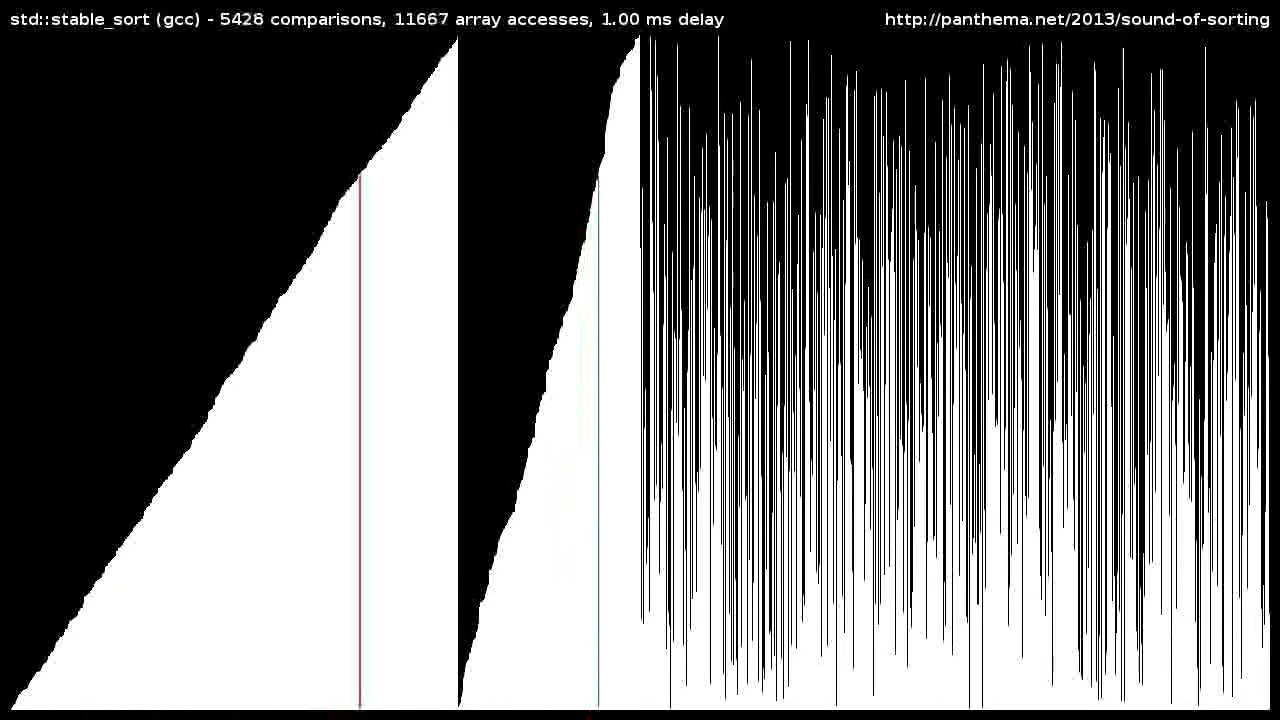 std::stable_sort (gcc) - 5428 comparisons, 11667 array accesses, 1.00 ms delay
http://panthema.net/2013/sound-of-sorting